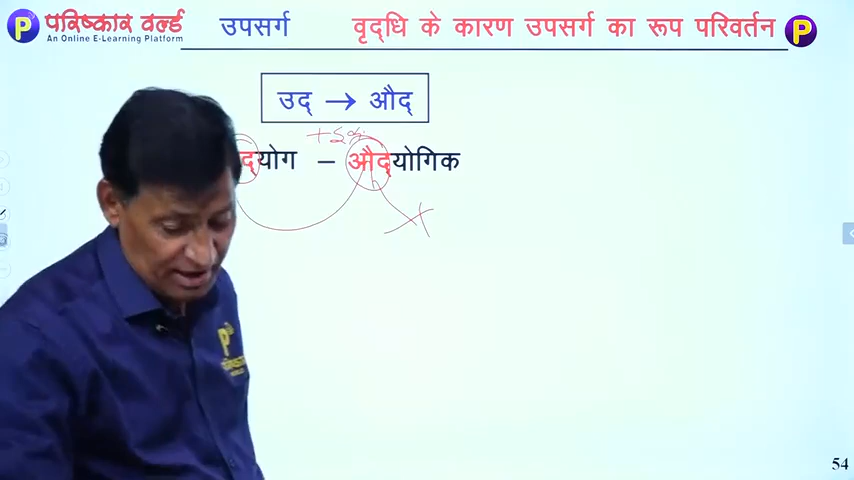 परिष्कार वर्ल्ड
An Online E-Learning Platform
उपसर्ग वृद्धि के कारण उपसर्ग का रूप परिवर्तन
उद् → औद्
द्योग – औद्योगिक
54